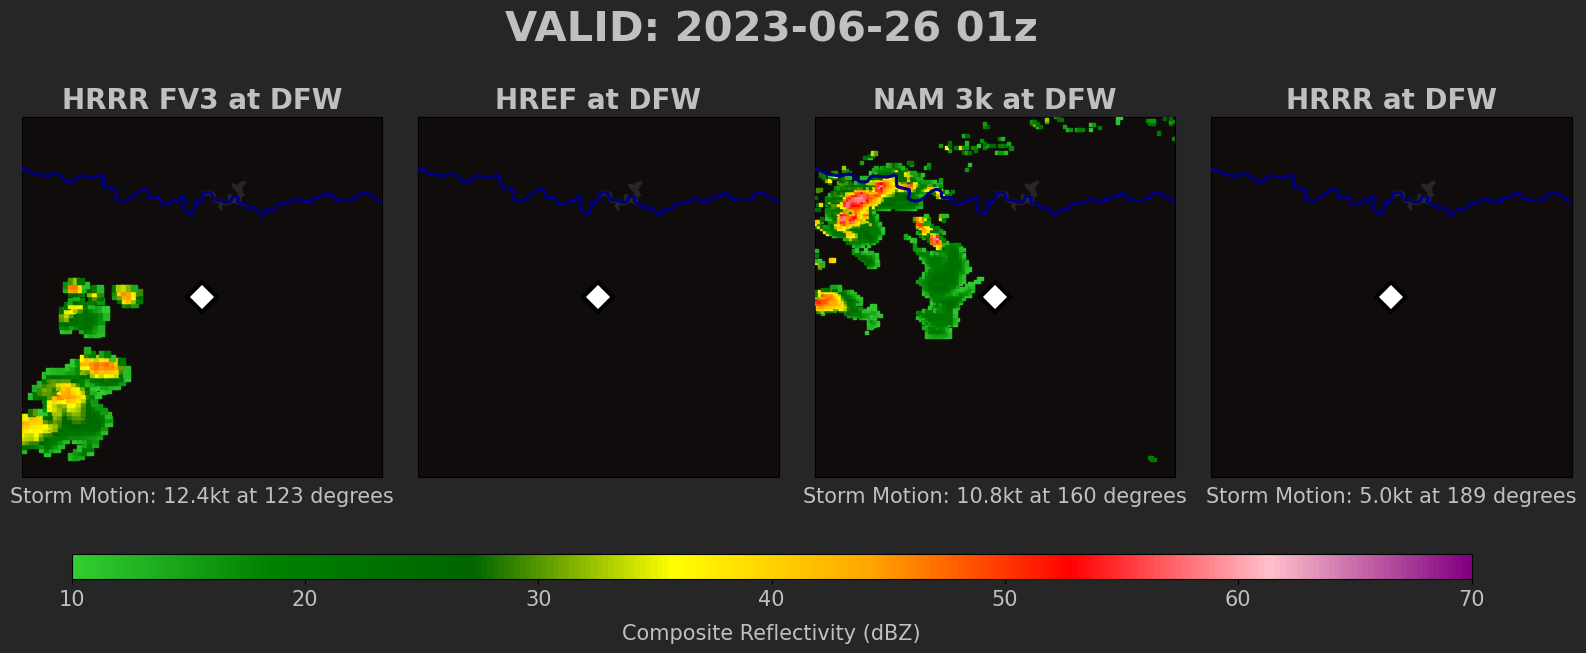 VALID: 2023-06-26 01z
HRRR FV3 at DFW
HREF at DFW
NAM 3k at DFW
HRRR at DFW
Storm Motion: 12.4kt at 123 degrees
Storm Motion: 10.8kt at 160 degrees
Storm Motion: 5.0kt at 189 degrees
10 20 30 40 50 60 70
Composite Reflectivity (dBZ)